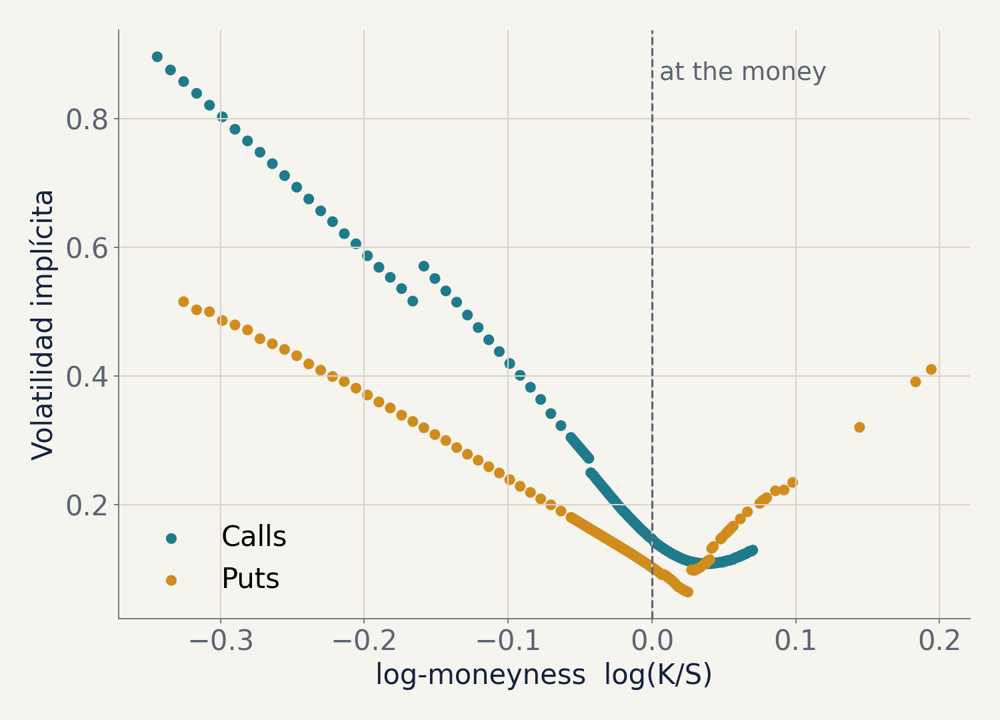 at the money
0.8
0.6
0.4
0.2
Volatilidad implícita
Calls
Puts
−0.3 −0.2 −0.1 0.0 0.1 0.2
log-moneyness log(K/S)